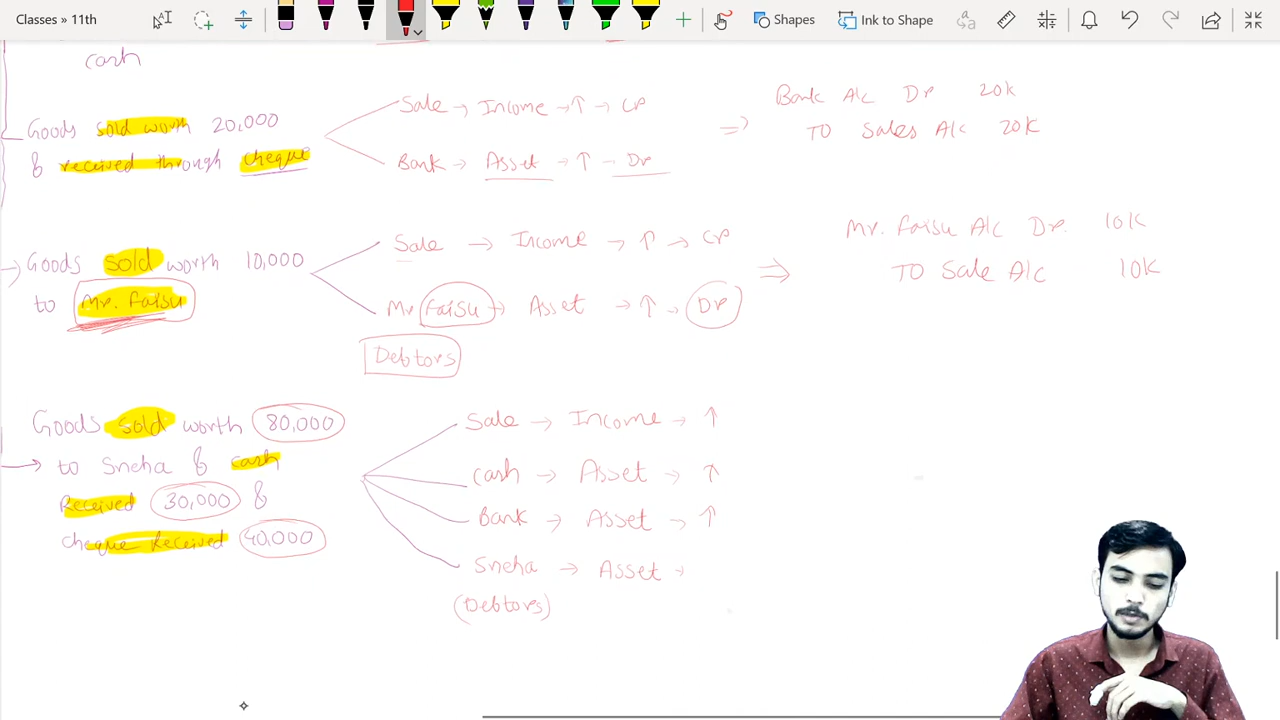 Classes » 11th
Shapes
Ink to Shape
cash
Goods sold worth 20,000
& received through cheque
Sale → Income → ↑ → Cr
Bank → Asset → ↑ → Dr
⇒ Bank A/c Dr 20k
To Sales A/c 20k
→ Goods sold worth 10,000
to Mr. Faisu
Sale → Income → ↑ → Cr
Mr Faisu → Asset → ↑ → Dr
Debtors
⇒ Mr. Faisu A/c Dr. 10k
To Sale A/c 10k
Goods sold worth 80,000
→ to Sneha & cash
Received 30,000 &
cheque Received 40,000
Sale → Income → ↑
cash → Asset → ↑
Bank → Asset → ↑
Sneha → Asset →
(Debtors)